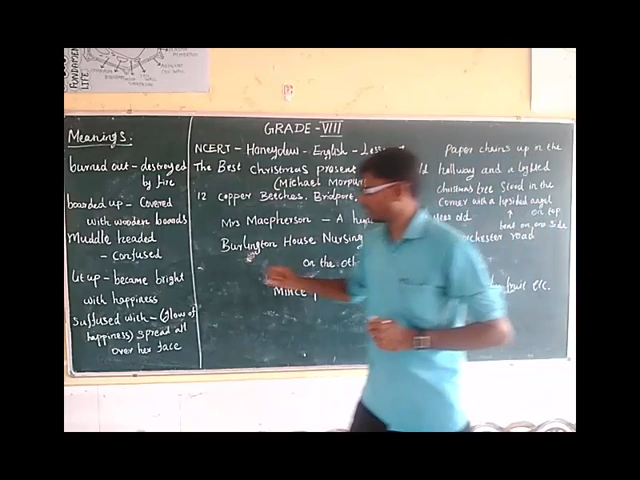 FUNDAMEN
LIFE
GRADE - VIII
Meanings:
burned out - destroyed
by fire
boarded up - Covered
with wooden boards
Muddle headed
- Confused
Lit up - became bright
with happiness
Suffused with - (glow of
happiness) spread all
over her face
NCERT - Honeydew - English -
The Best christmas present
(Michael
12 copper Beeches. Bridport.
Mrs Macpherson - A
years old
Burlington House Nursing
on the
Mince
Paper chains up in the
hallway and a lighted
christmas tree stood in the
corner with a lopsided angel
on top
bent on one side
road
fruit etc.